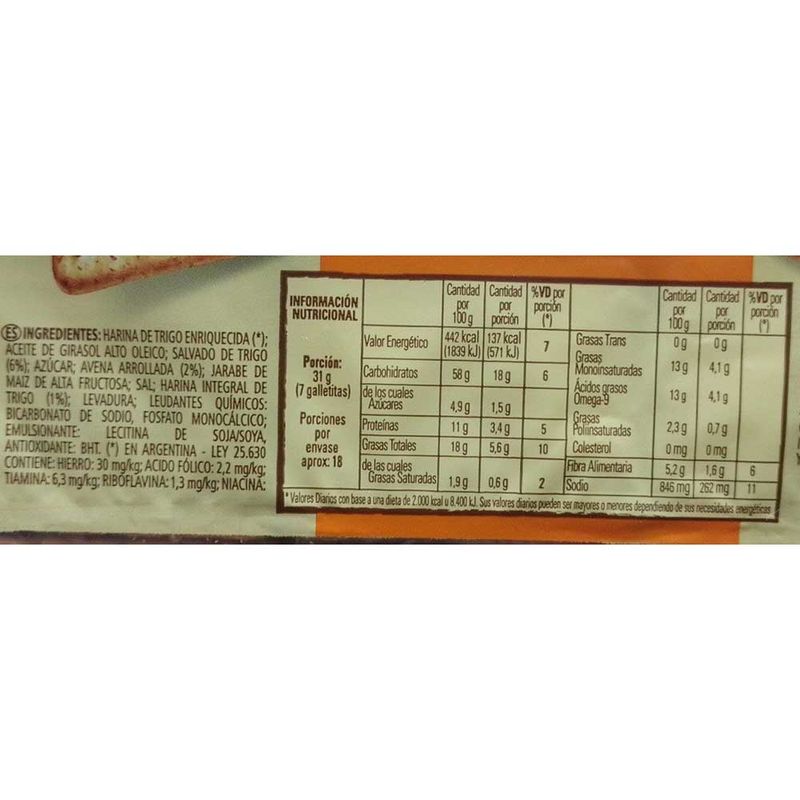 ES INGREDIENTES: HARINA DE TRIGO ENRIQUECIDA (*);
ACEITE DE GIRASOL ALTO OLEICO; SALVADO DE TRIGO
(6%); AZÚCAR; AVENA ARROLLADA (2%); JARABE DE
MAIZ DE ALTA FRUCTOSA; SAL; HARINA INTEGRAL DE
TRIGO (1%); LEVADURA; LEUDANTES QUÍMICOS:
BICARBONATO DE SODIO, FOSFATO MONOCÁLCICO;
EMULSIONANTE: LECITINA DE SOJA/SOYA,
ANTIOXIDANTE: BHT. (*) EN ARGENTINA - LEY 25.630
CONTIENE: HIERRO: 30 mg/kg; ACIDO FÓLICO: 2,2 mg/kg;
TIAMINA: 6,3 mg/kg; RIBOFLAVINA: 1,3 mg/kg; NIACINA:
INFORMACIÓN
NUTRICIONAL
Porción:
31 g
(7 galletitas)
Porciones
por
envase
aprox: 18
Cantidad por 100 g Cantidad por porción %VD por porción (*)
Valor Energético 442 kcal (1839 kJ) 137 kcal (571 kJ) 7
Carbohidratos 58 g 18 g 6
de los cuales
Azúcares 4,9 g 1,5 g
Proteínas 11 g 3,4 g 5
Grasas Totales 18 g 5,6 g 10
de las cuales
Grasas Saturadas 1,9 g 0,6 g 2
Cantidad por 100 g Cantidad por porción %VD por porción (*)
Grasas Trans 0 g 0 g
Grasas
Monoinsaturadas 13 g 4,1 g
Ácidos grasos
Omega-9 13 g 4,1 g
Grasas
Poliinsaturadas 2,3 g 0,7 g
Colesterol 0 mg 0 mg
Fibra Alimentaria 5,2 g 1,6 g 6
Sodio 846 mg 262 mg 11
* Valores Diarios con base a una dieta de 2.000 kcal u 8.400 kJ. Sus valores diarios pueden ser mayores o menores dependiendo de sus necesidades energéticas